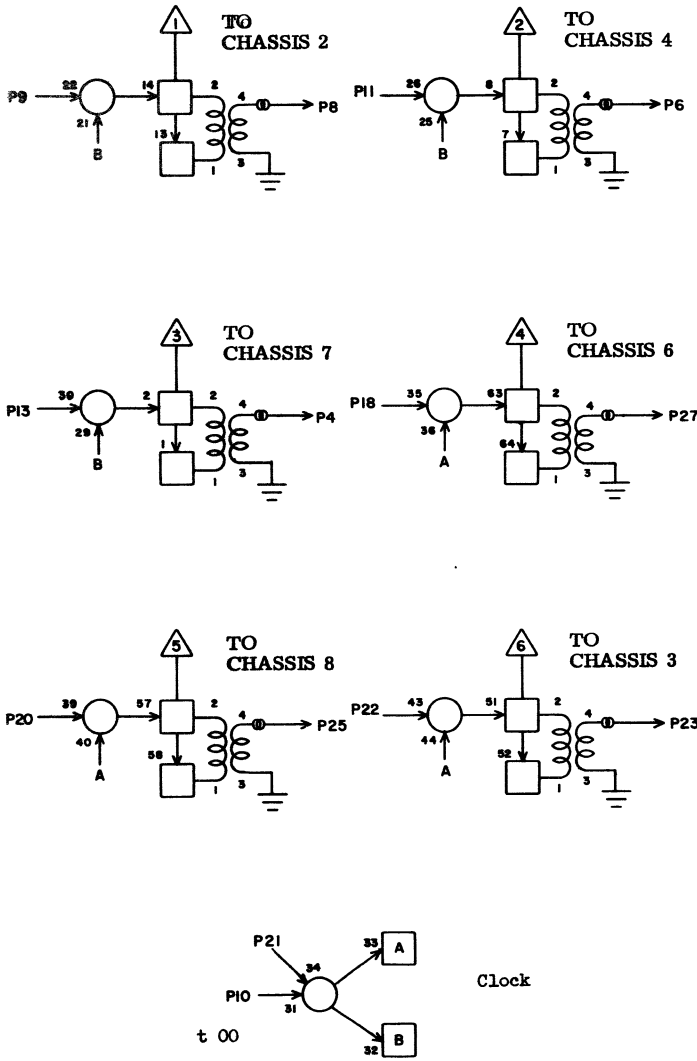 1 TO
CHASSIS 2
P9 22 14 2 4 P8
21 13
B 1 3
2 TO
CHASSIS 4
P11 26 8 2 4 P6
25 7
B 1 3
3 TO
CHASSIS 7
P13 39 2 2 4 P4
29 1
B 1 3
4 TO
CHASSIS 6
P18 35 63 2 4 P27
36 64
A 1 3
5 TO
CHASSIS 8
P20 39 57 2 4 P25
40 58
A 1 3
6 TO
CHASSIS 3
P22 43 51 2 4 P23
44 52
A 1 3
P21 34 33 A
P10 31
32 B
Clock
t 00